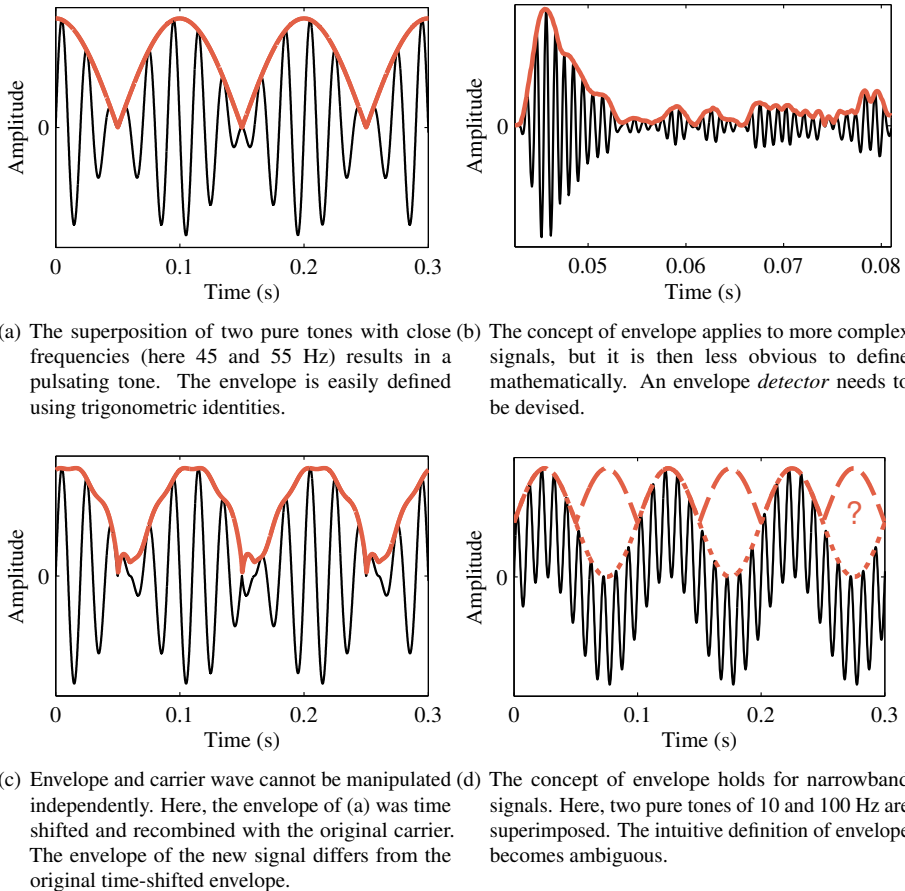 Amplitude
0
0 0.1 0.2 0.3
Time (s)
Amplitude
0
0.05 0.06 0.07 0.08
Time (s)
(a) The superposition of two pure tones with close
frequencies (here 45 and 55 Hz) results in a
pulsating tone. The envelope is easily defined
using trigonometric identities.
(b) The concept of envelope applies to more complex
signals, but it is then less obvious to define
mathematically. An envelope detector needs to
be devised.
Amplitude
0
0 0.1 0.2 0.3
Time (s)
Amplitude
0
?
0 0.1 0.2 0.3
Time (s)
(c) Envelope and carrier wave cannot be manipulated
independently. Here, the envelope of (a) was time
shifted and recombined with the original carrier.
The envelope of the new signal differs from the
original time-shifted envelope.
(d) The concept of envelope holds for narrowband
signals. Here, two pure tones of 10 and 100 Hz are
superimposed. The intuitive definition of envelope
becomes ambiguous.